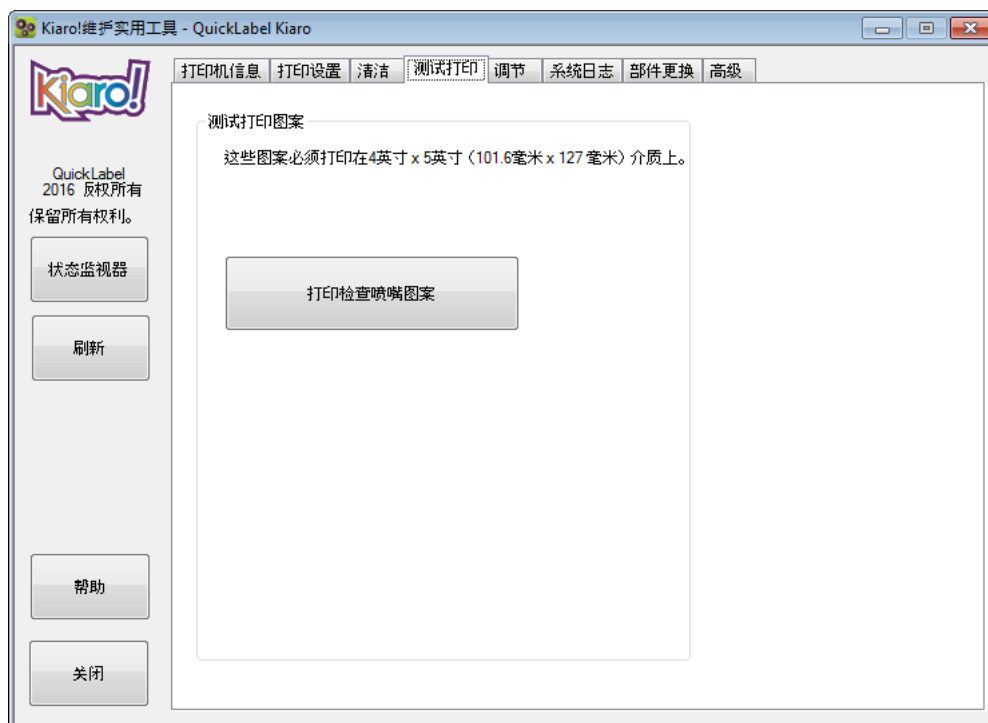 Kiaro!维护实用工具 - QuickLabel Kiaro
Kiaro!
打印机信息 打印设置 清洁 测试打印 调节 系统日志 部件更换 高级
测试打印图案
这些图案必须打印在4英寸 x 5英寸（101.6毫米 x 127 毫米）介质上。
QuickLabel
2016 反权所有
保留所有权利。
状态监视器
打印检查喷嘴图案
刷新
帮助
关闭